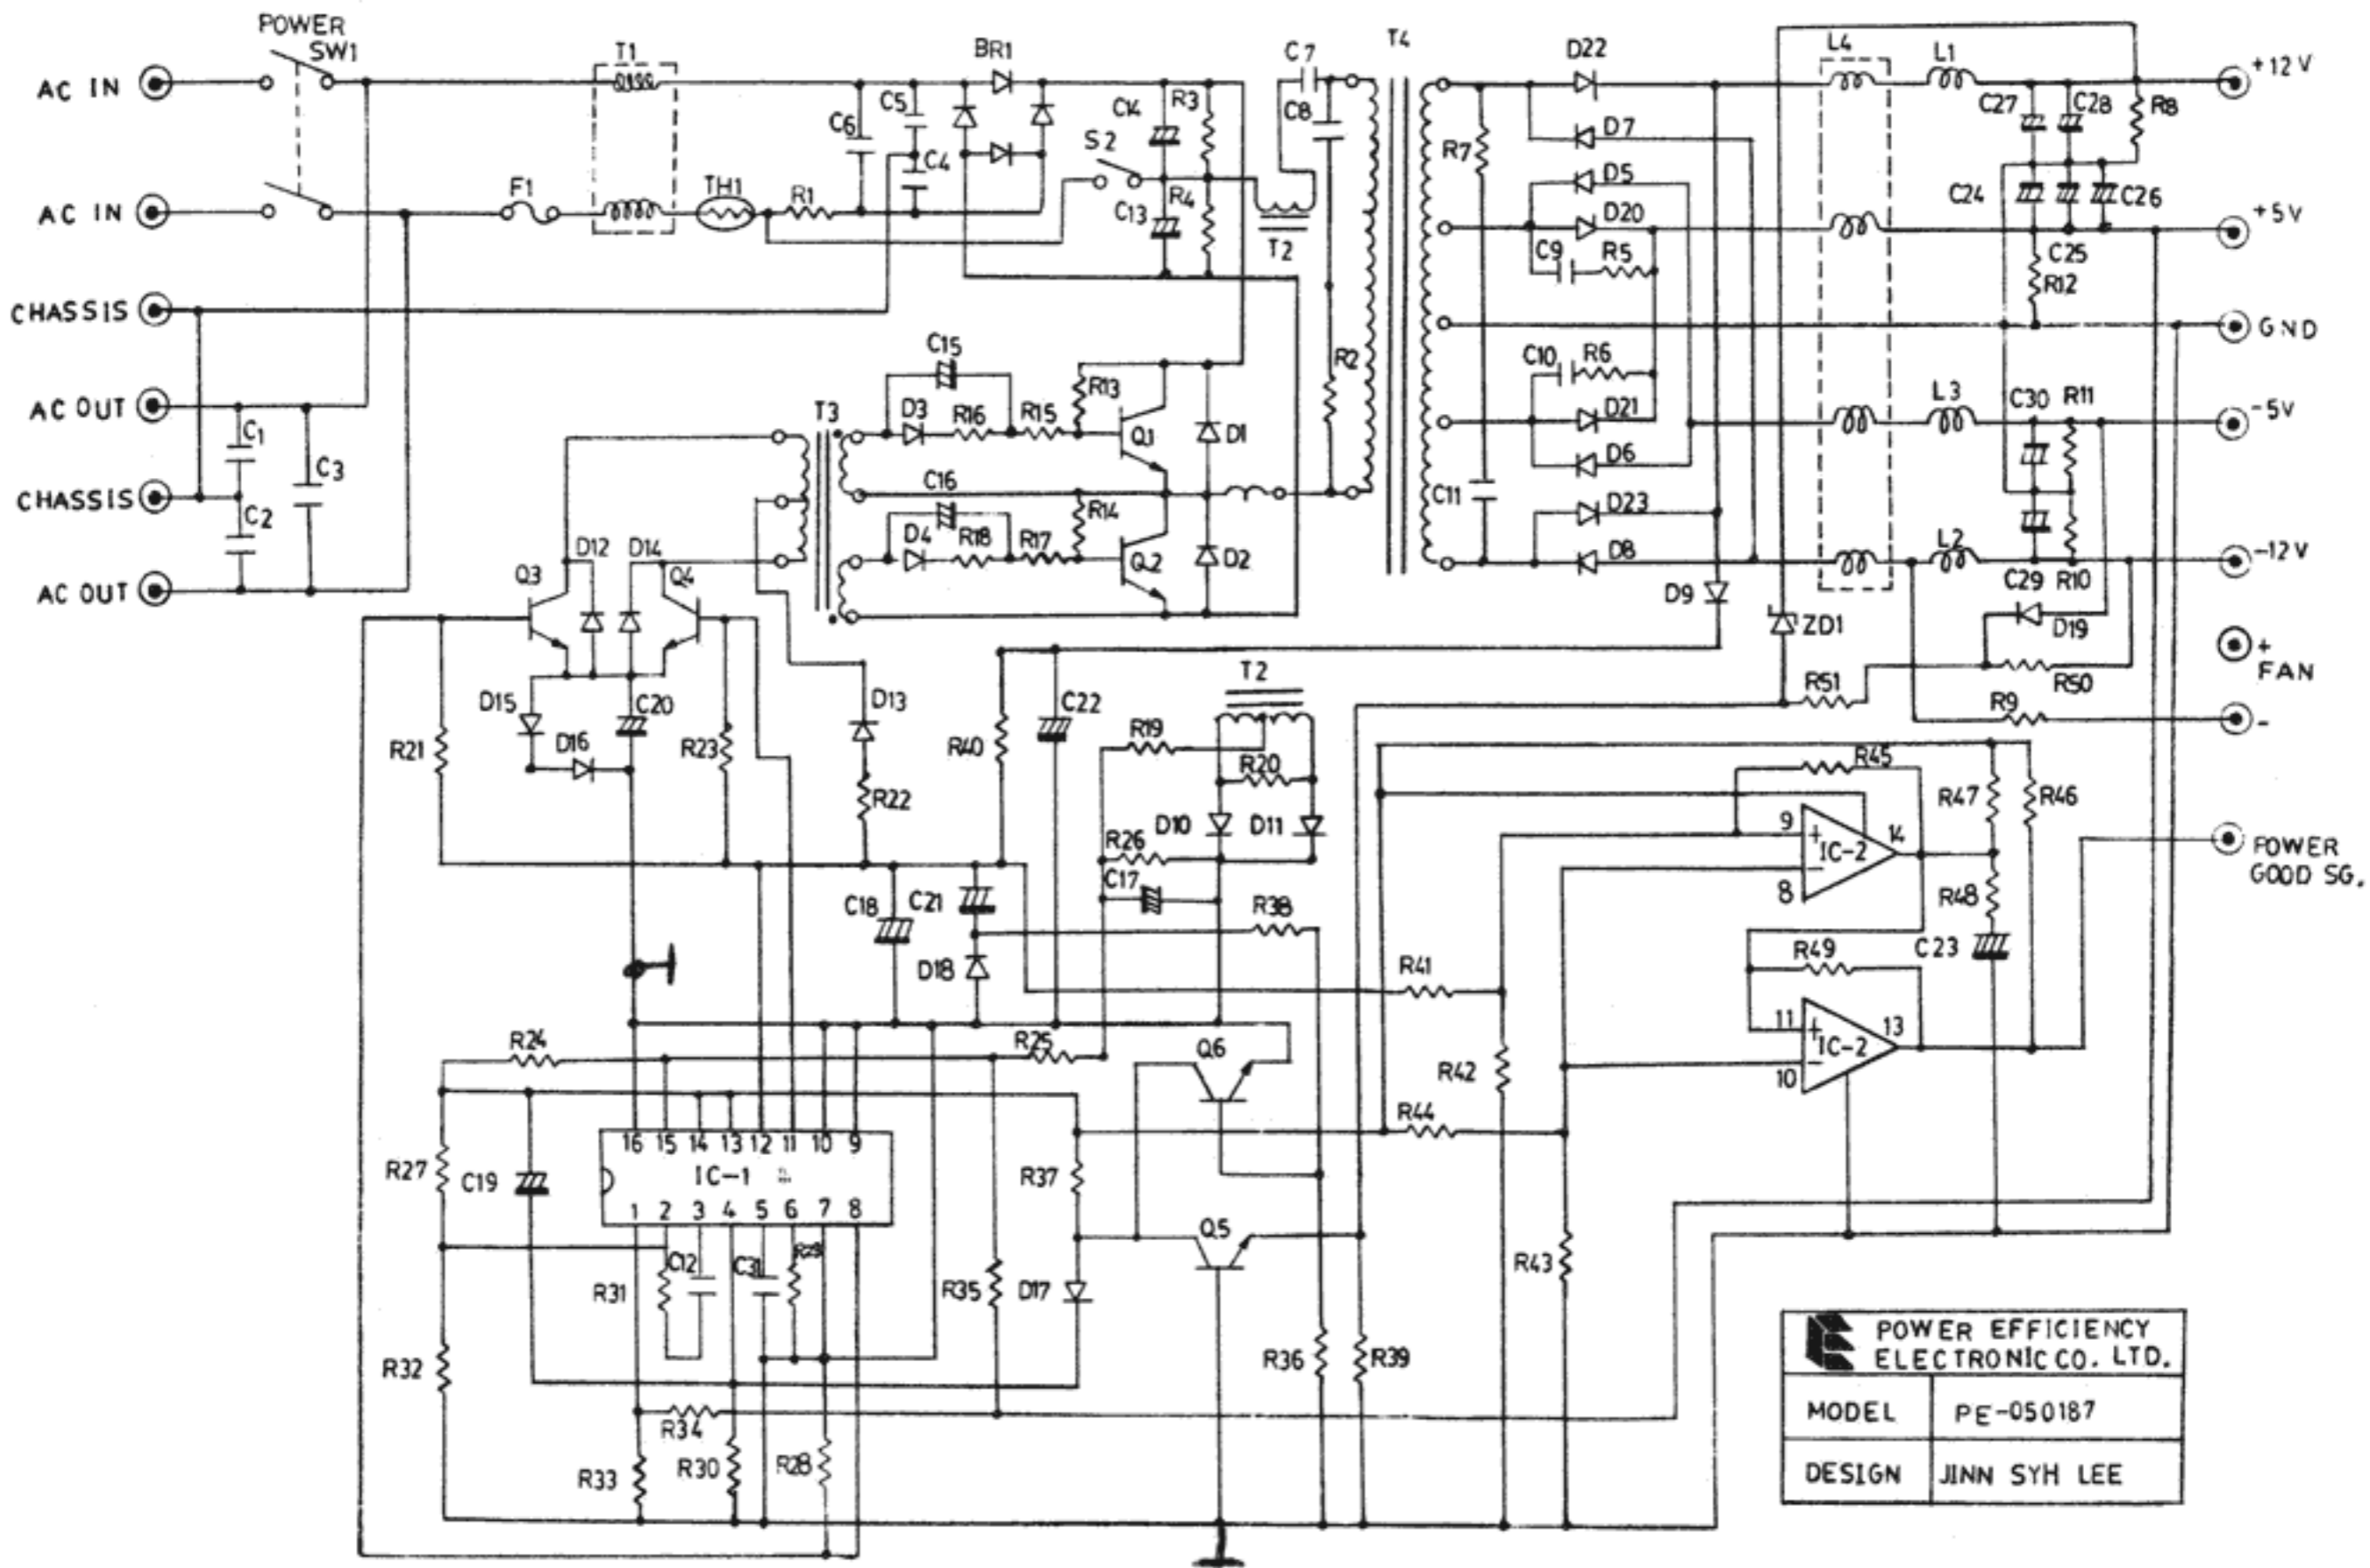 POWER
SW1
T1
BR1
C7
T4
D22
L4
L1
+12V
AC IN
C5
C14
R3
C8
C27
C28
R8
C6
D7
S2
R7
C4
D5
AC IN
F1
TH1
R1
C13
R4
D20
C24
C26
+5V
T2
C9
R5
C25
R12
CHASSIS
GND
C15
R2
C10
R6
R13
AC OUT
T3
D3
R16
R15
Q1
D1
D21
L3
C30
R11
-5V
C1
C3
D6
CHASSIS
C16
C11
C2
R14
D23
D4
R18
R17
D12
D14
Q2
D2
D8
L2
-12V
AC OUT
Q3
Q4
D9
C29
R10
ZD1
D19
+
FAN
T2
D15
C20
D13
C22
R51
R50
R9
-
R21
D16
R23
R40
R19
R20
R45
R22
R47
R46
D10
D11
9
+
14
IC-2
R26
POWER
GOOD SG.
C17
-
8
C18
C21
R38
R48
C23
R49
D18
R41
11
+
13
IC-2
R24
R25
Q6
R42
-
10
R44
16 15 14 13 12 11 10 9
R27
C19
IC-1
R37
1 2 3 4 5 6 7 8
Q5
R29
C12
C31
R43
R31
R35
D17
R32
R36
R39
R34
R33
R30
R28
POWER EFFICIENCY
ELECTRONIC CO. LTD.
MODEL PE-050187
DESIGN JINN SYH LEE